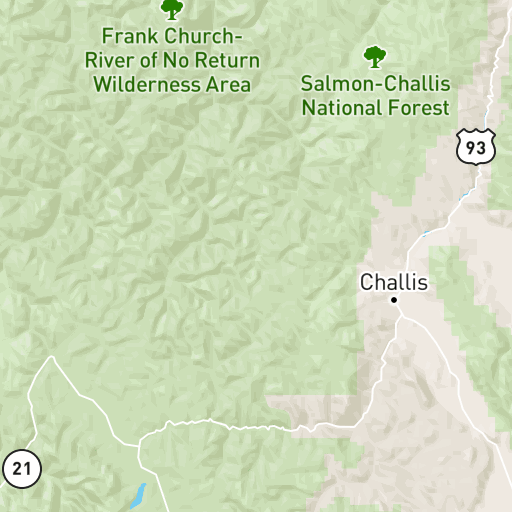 Frank Church-
River of No Return
Wilderness Area
Salmon-Challis
National Forest
93
Challis
21